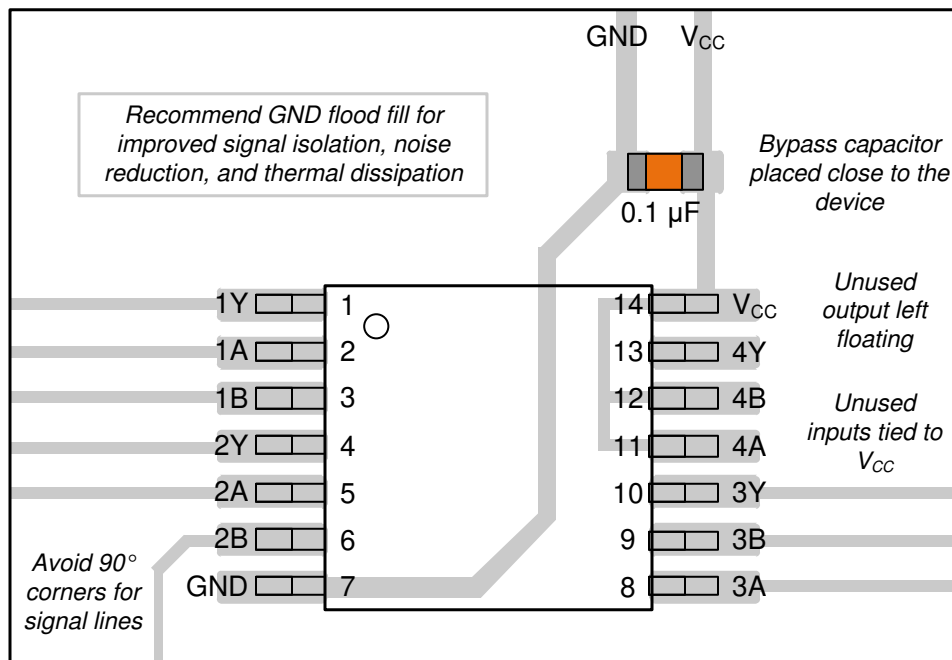 GND V_CC
Recommend GND flood fill for
improved signal isolation, noise
reduction, and thermal dissipation
Bypass capacitor
placed close to the
device
0.1 µF
Unused
output left
floating
1Y 1 14 V_CC
1A 2 13 4Y
1B 3 12 4B
Unused
inputs tied to
V_CC
2Y 4 11 4A
2A 5 10 3Y
2B 6 9 3B
GND 7 8 3A
Avoid 90°
corners for
signal lines